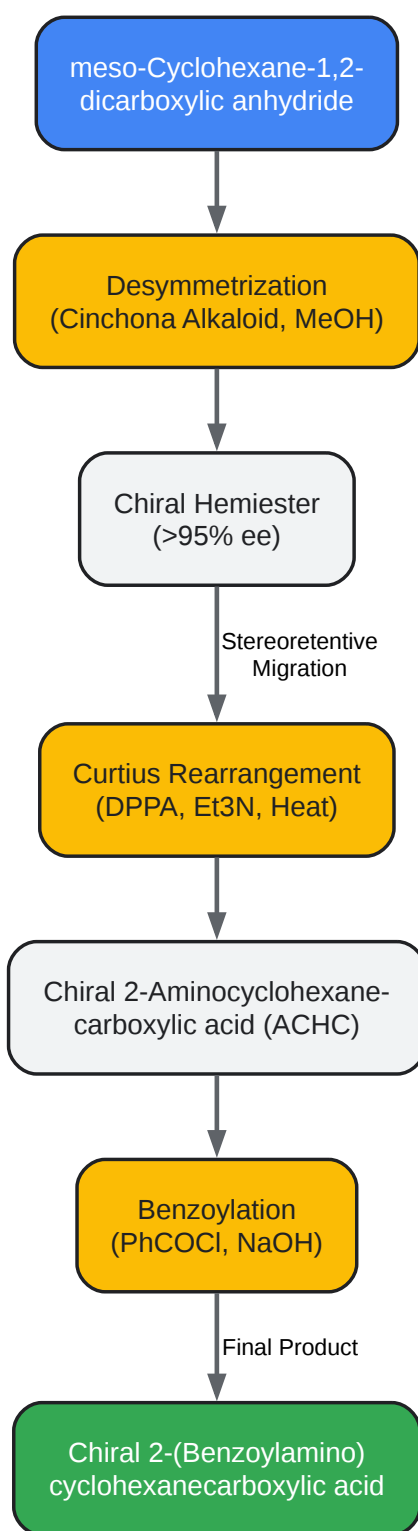 meso-Cyclohexane-1,2-
dicarboxylic anhydride
Desymmetrization
(Cinchona Alkaloid, MeOH)
Chiral Hemiester
(>95% ee)
Stereoretentive
Migration
Curtius Rearrangement
(DPPA, Et3N, Heat)
Chiral 2-Aminocyclohexane-
carboxylic acid (ACHC)
Benzoylation
(PhCOCl, NaOH)
Final Product
Chiral 2-(Benzoylamino)
cyclohexanecarboxylic acid